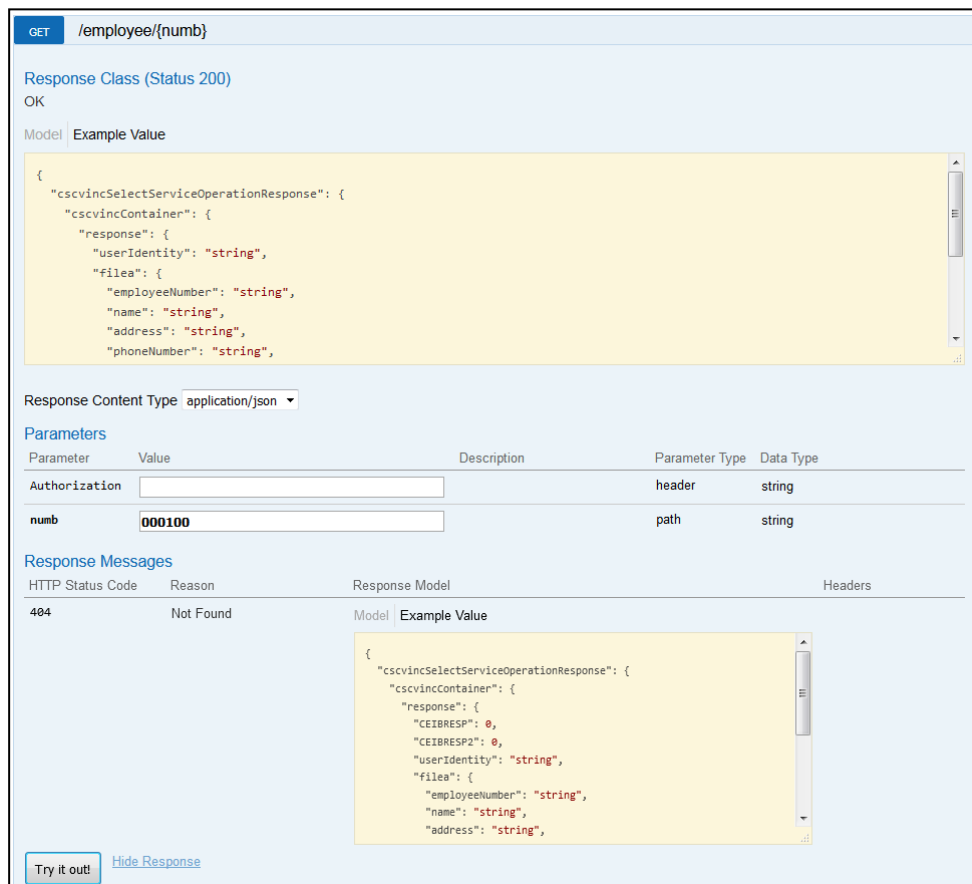 GET /employee/{numb}
Response Class (Status 200)
OK
Model Example Value
{
"cscvincSelectServiceOperationResponse": {
"cscvincContainer": {
"response": {
"userIdentity": "string",
"filea": {
"employeeNumber": "string",
"name": "string",
"address": "string",
"phoneNumber": "string",
Response Content Type application/json
Parameters
Parameter Value Description Parameter Type Data Type
Authorization header string
numb 000100 path string
Response Messages
HTTP Status Code Reason Response Model Headers
404 Not Found Model Example Value
{
"cscvincSelectServiceOperationResponse": {
"cscvincContainer": {
"response": {
"CEIBRESP": 0,
"CEIBRESP2": 0,
"userIdentity": "string",
"filea": {
"employeeNumber": "string",
"name": "string",
"address": "string",
Try it out! Hide Response